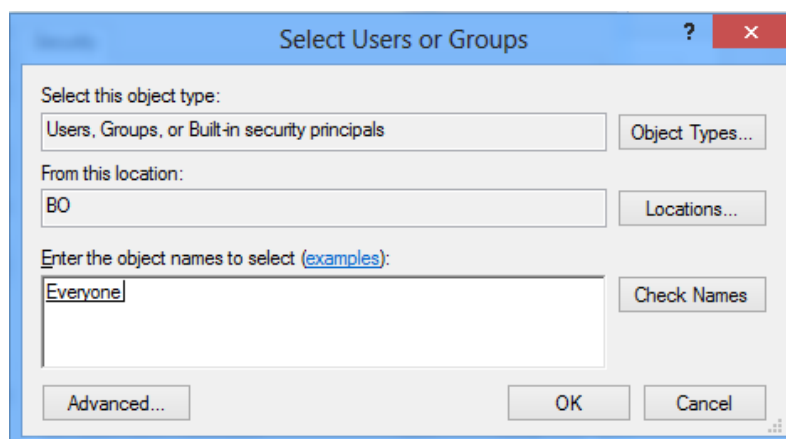 Security
Select Users or Groups
?
Select this object type:
Users, Groups, or Built-in security principals
Object Types...
From this location:
BO
Locations...
Enter the object names to select (examples):
Everyone
Check Names
Advanced...
OK
Cancel